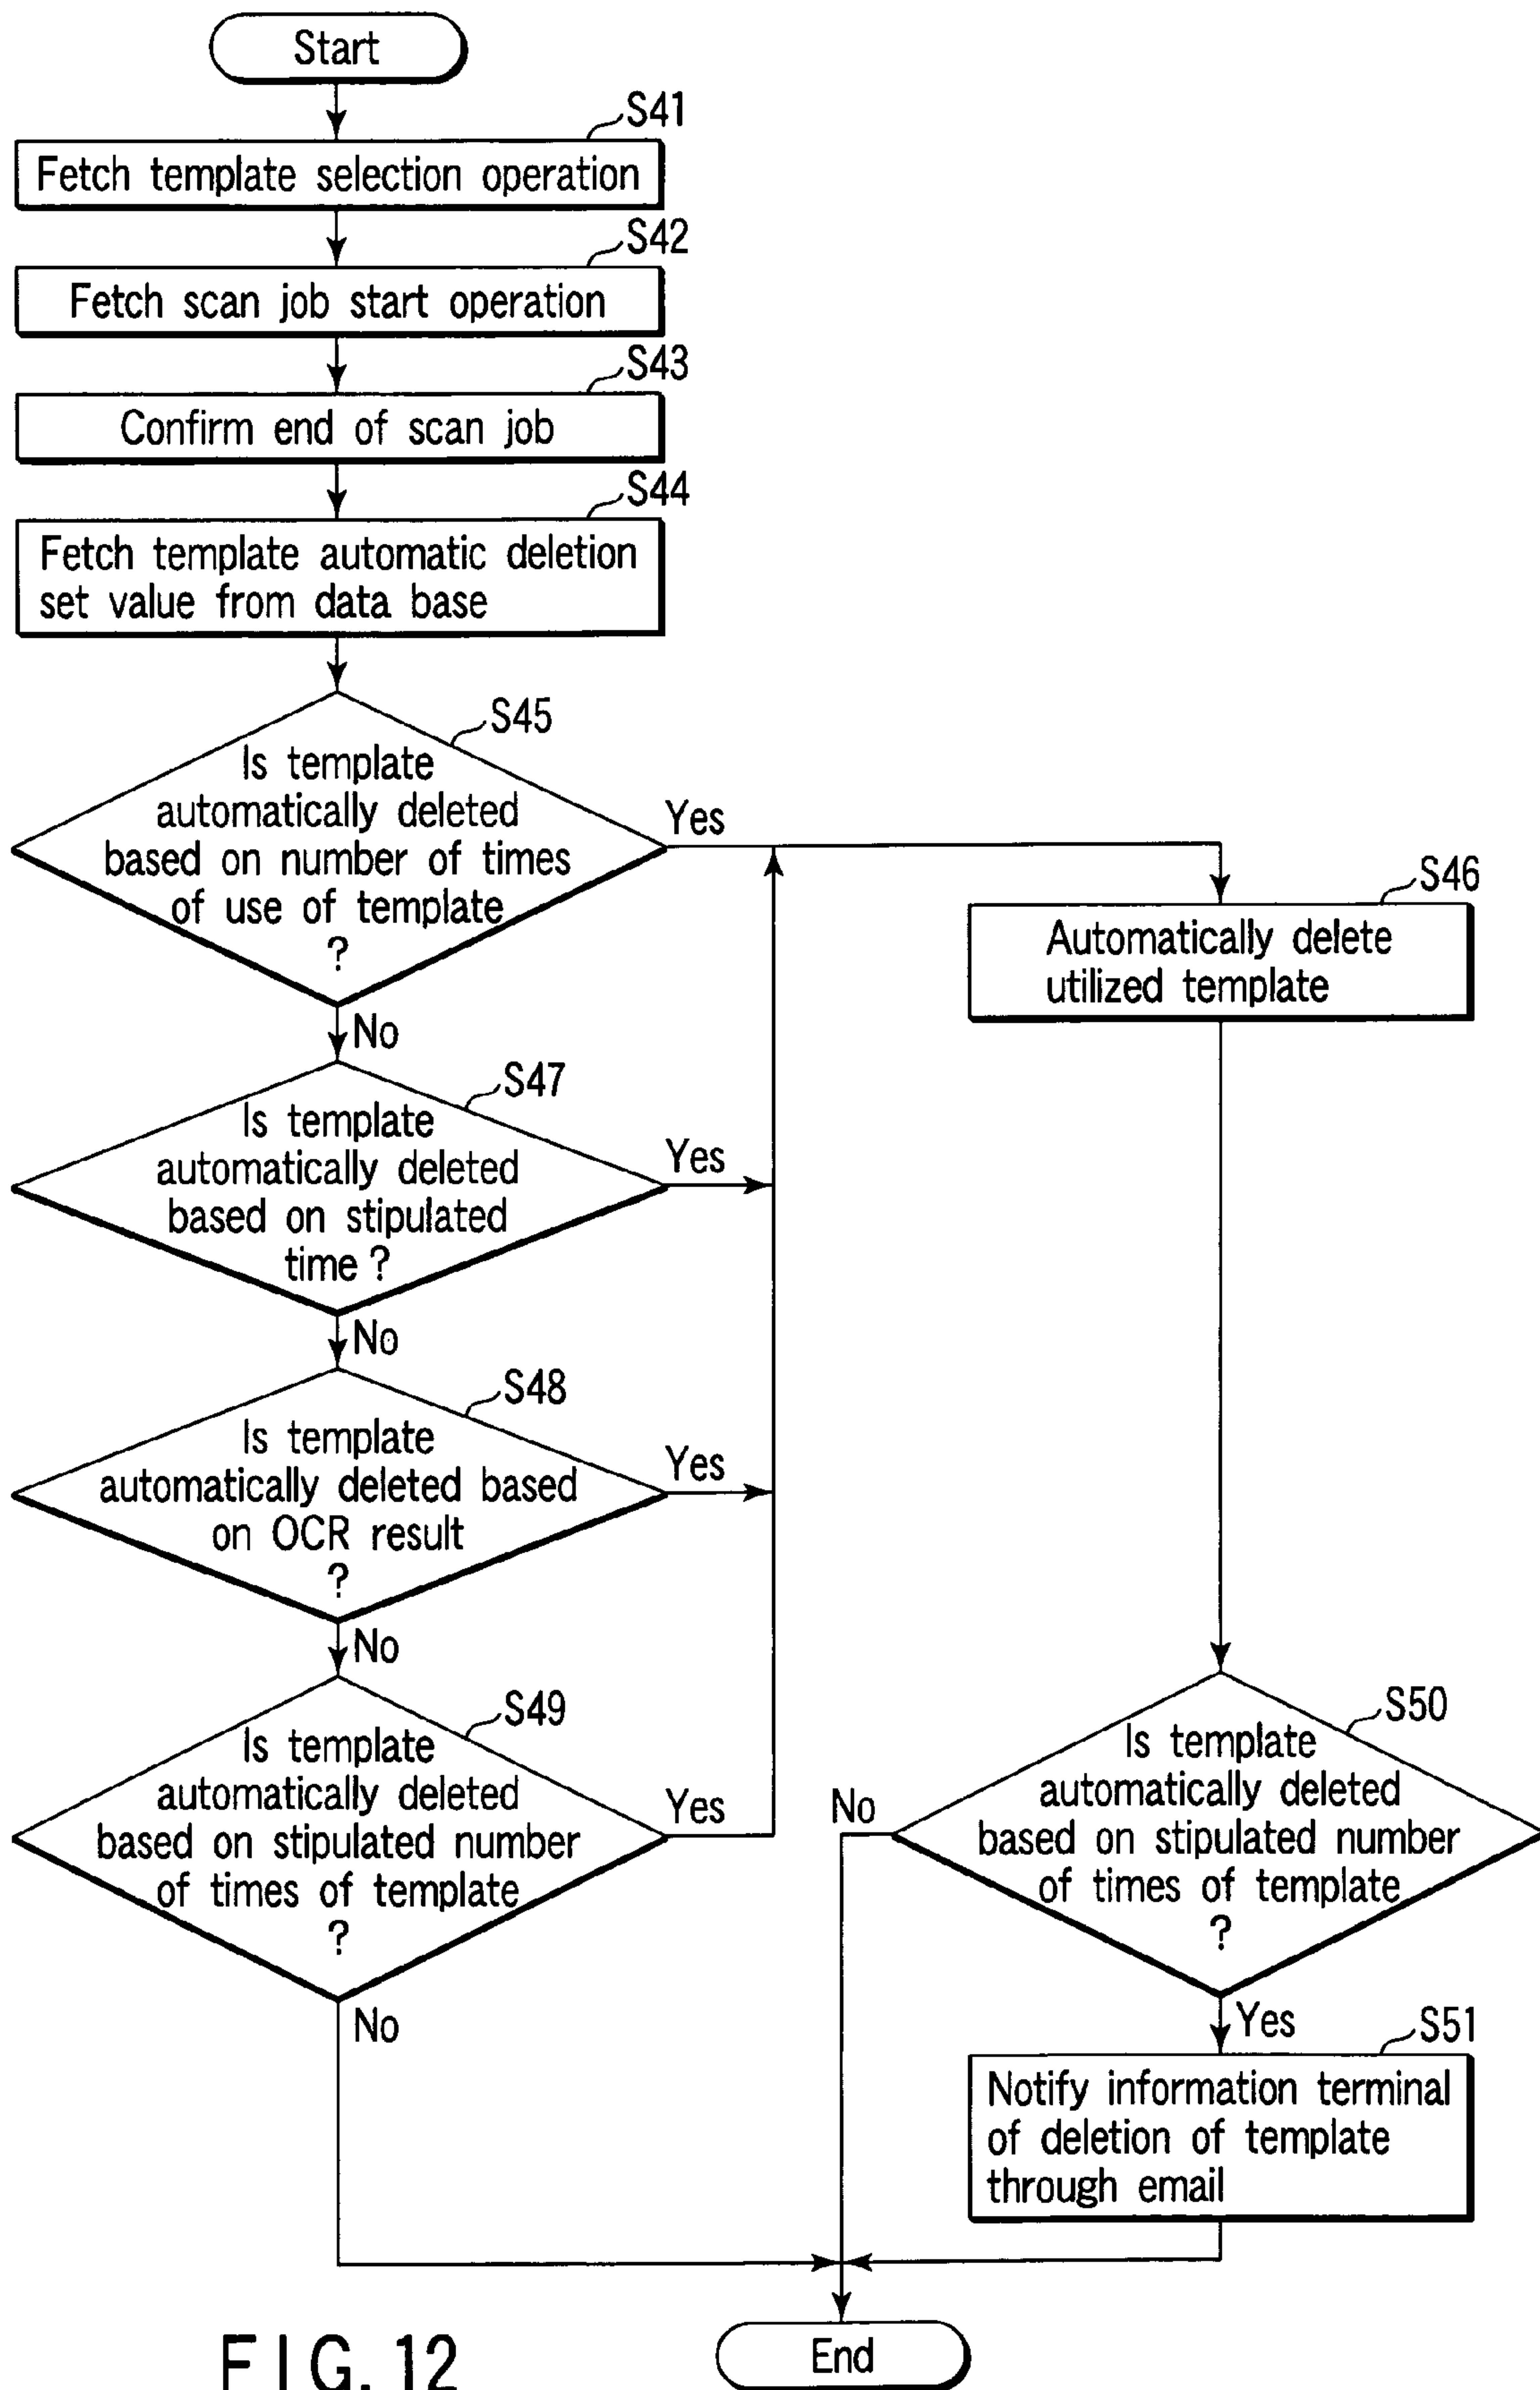 Start
S41
Fetch template selection operation
S42
Fetch scan job start operation
S43
Confirm end of scan job
S44
Fetch template automatic deletion
set value from data base
S45
Is template
automatically deleted
based on number of times
of use of template
?
Yes
No
S46
Automatically delete
utilized template
S47
Is template
automatically deleted
based on stipulated
time ?
Yes
No
S48
Is template
automatically deleted based
on OCR result
?
Yes
No
S49
Is template
automatically deleted
based on stipulated number
of times of template
?
Yes
No
S50
Is template
automatically deleted
based on stipulated number
of times of template
?
No
Yes
S51
Notify information terminal
of deletion of template
through email
End
FIG. 12